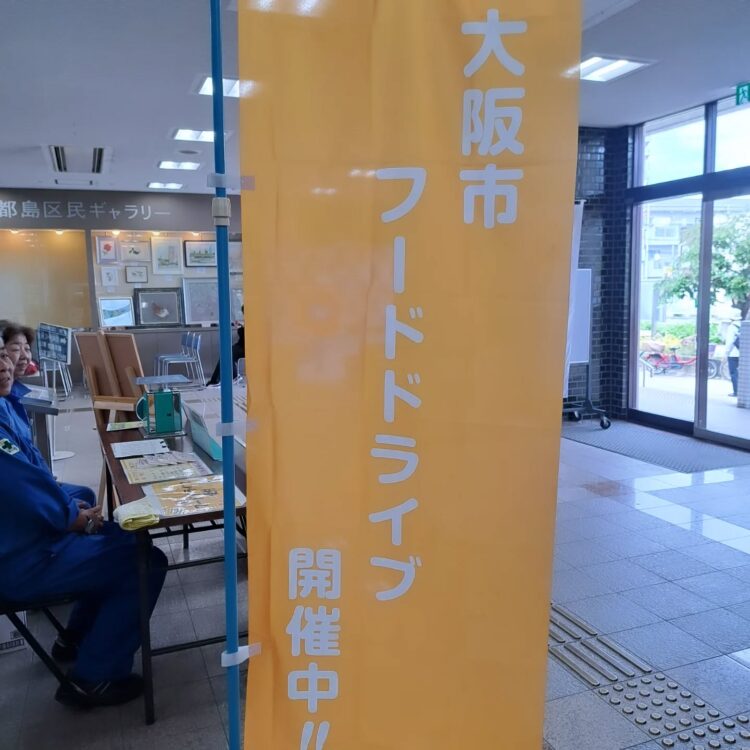 大阪市
フードドライブ
開催中!!
都島区民ギャラリー